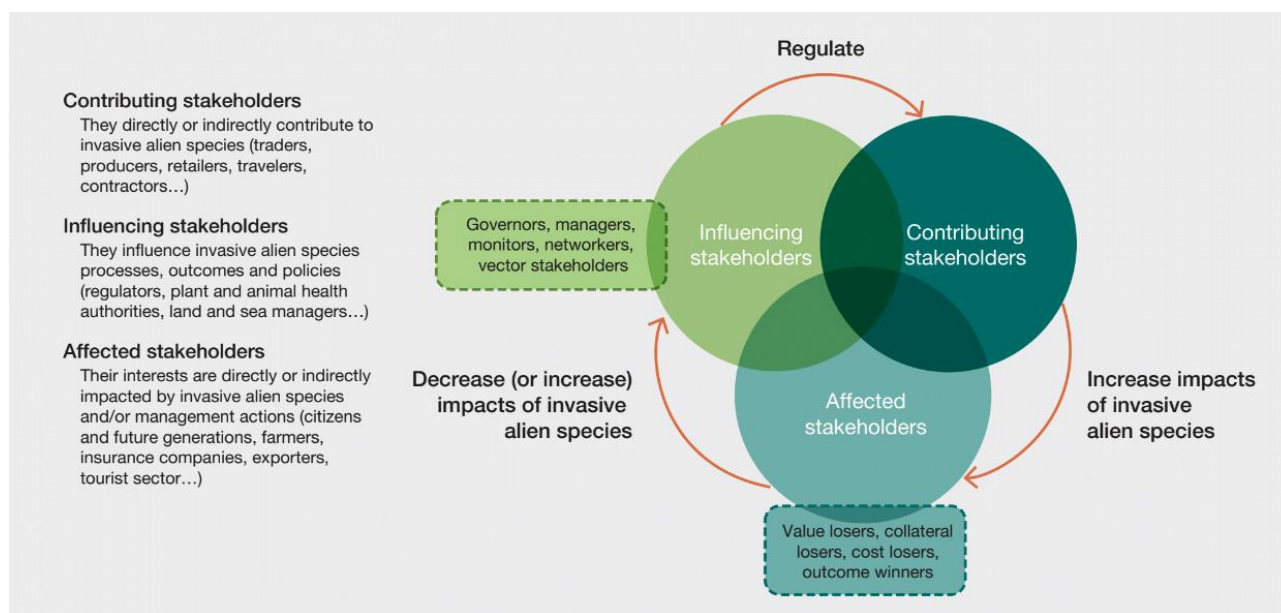 Contributing stakeholders
They directly or indirectly contribute to
invasive alien species (traders,
producers, retailers, travelers,
contractors…)
Influencing stakeholders
They influence invasive alien species
processes, outcomes and policies
(regulators, plant and animal health
authorities, land and sea managers…)
Affected stakeholders
Their interests are directly or indirectly
impacted by invasive alien species
and/or management actions (citizens
and future generations, farmers,
insurance companies, exporters,
tourist sector…)
Regulate
Governors, managers,
monitors, networkers,
vector stakeholders
Influencing
stakeholders
Contributing
stakeholders
Decrease (or increase)
impacts of invasive
alien species
Affected
stakeholders
Increase impacts
of invasive
alien species
Value losers, collateral
losers, cost losers,
outcome winners